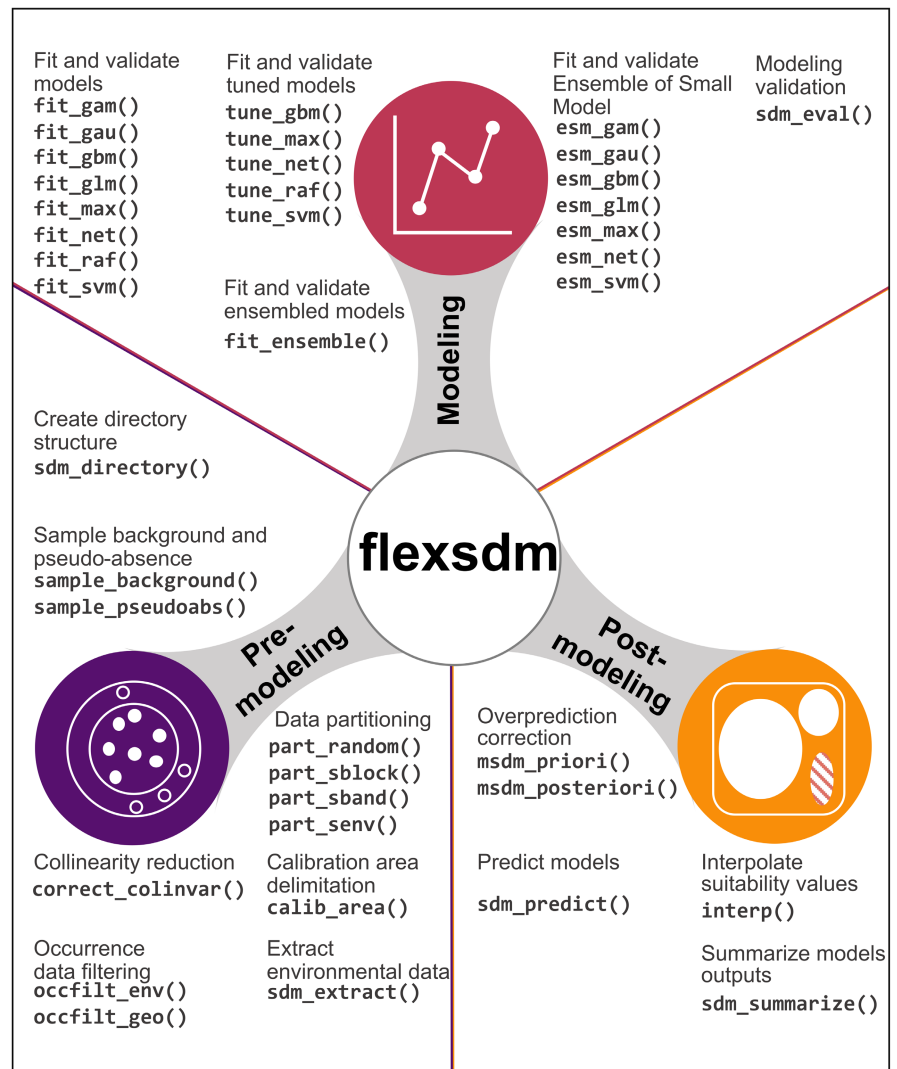 Fit and validate
models
fit_gam()
fit_gau()
fit_gbm()
fit_glm()
fit_max()
fit_net()
fit_raf()
fit_svm()
Fit and validate
tuned models
tune_gbm()
tune_max()
tune_net()
tune_raf()
tune_svm()
Fit and validate
ensembled models
fit_ensemble()
Fit and validate
Ensemble of Small
Model
esm_gam()
esm_gau()
esm_gbm()
esm_glm()
esm_max()
esm_net()
esm_svm()
Modeling
validation
sdm_eval()
Modeling
flexsdm
Create directory
structure
sdm_directory()
Sample background and
pseudo-absence
sample_background()
sample_pseudoabs()
Pre-
modeling
Data partitioning
part_random()
part_sblock()
part_sband()
part_senv()
Collinearity reduction
correct_colinvar()
Calibration area
delimitation
calib_area()
Occurrence
data filtering
occfilt_env()
occfilt_geo()
Extract
environmental data
sdm_extract()
Post-
modeling
Overprediction
correction
msdm_priori()
msdm_posteriori()
Predict models
sdm_predict()
Interpolate
suitability values
interp()
Summarize models
outputs
sdm_summarize()